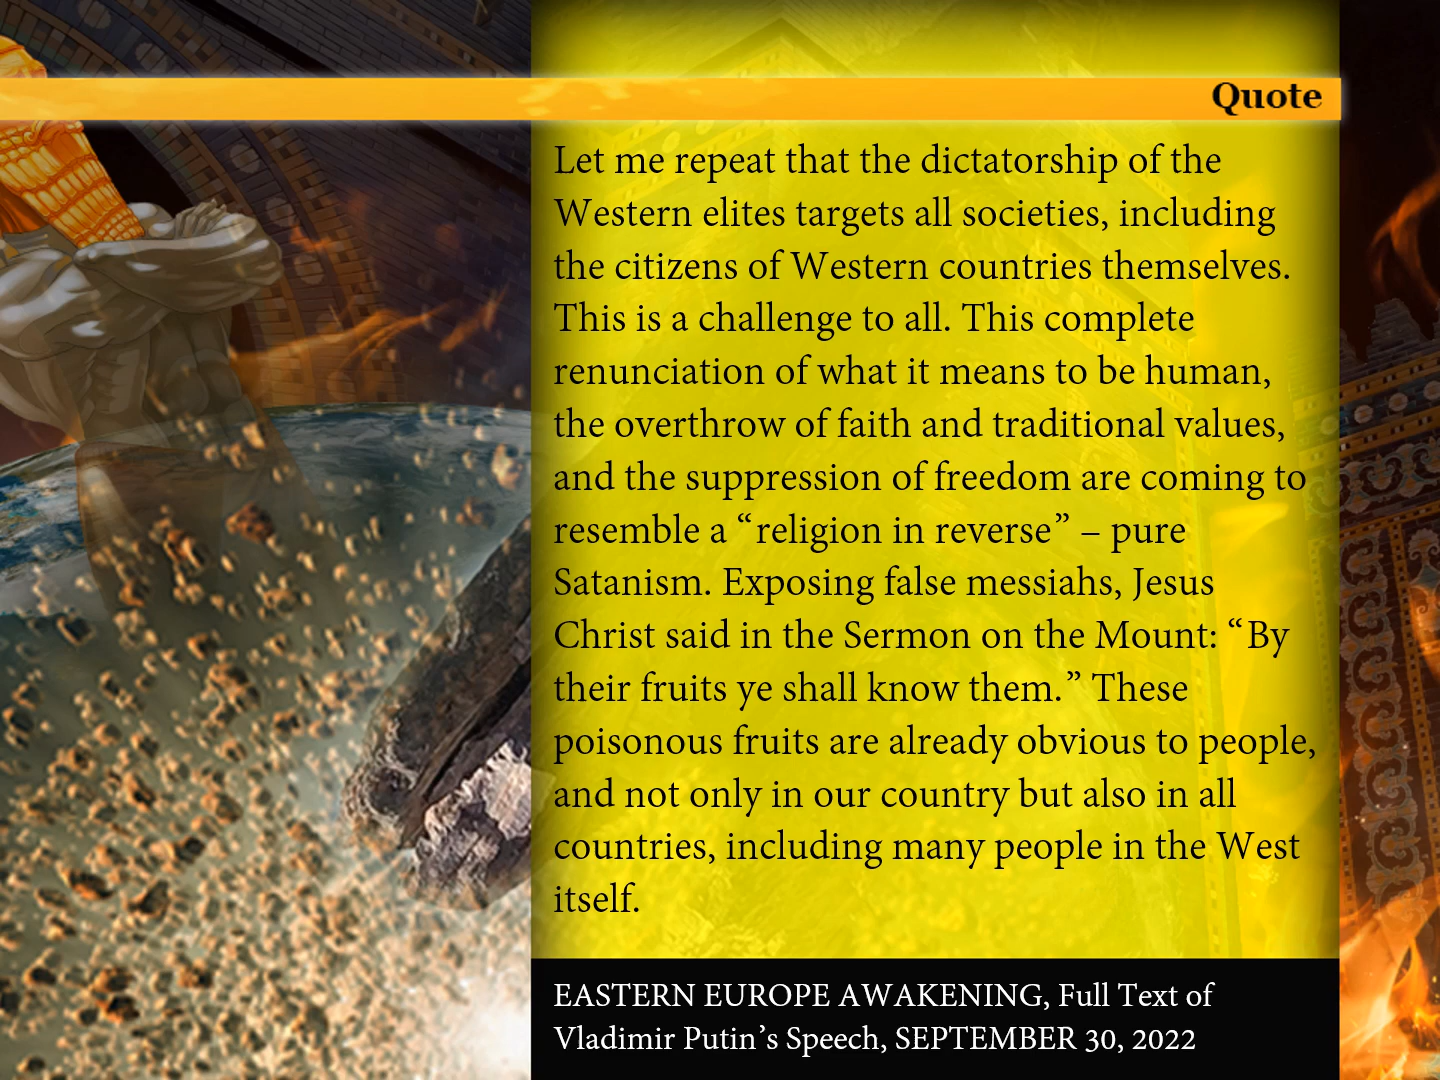 Quote
Let me repeat that the dictatorship of the
Western elites targets all societies, including
the citizens of Western countries themselves.
This is a challenge to all. This complete
renunciation of what it means to be human,
the overthrow of faith and traditional values,
and the suppression of freedom are coming to
resemble a “religion in reverse” – pure
Satanism. Exposing false messiahs, Jesus
Christ said in the Sermon on the Mount: “By
their fruits ye shall know them.” These
poisonous fruits are already obvious to people,
and not only in our country but also in all
countries, including many people in the West
itself.
EASTERN EUROPE AWAKENING, Full Text of
Vladimir Putin’s Speech, SEPTEMBER 30, 2022